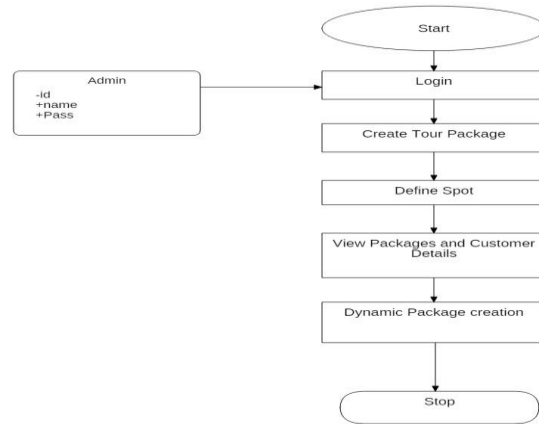 Start
Admin
-id
+name
+Pass
Login
Create Tour Package
Define Spot
View Packages and Customer
Details
Dynamic Package creation
Stop